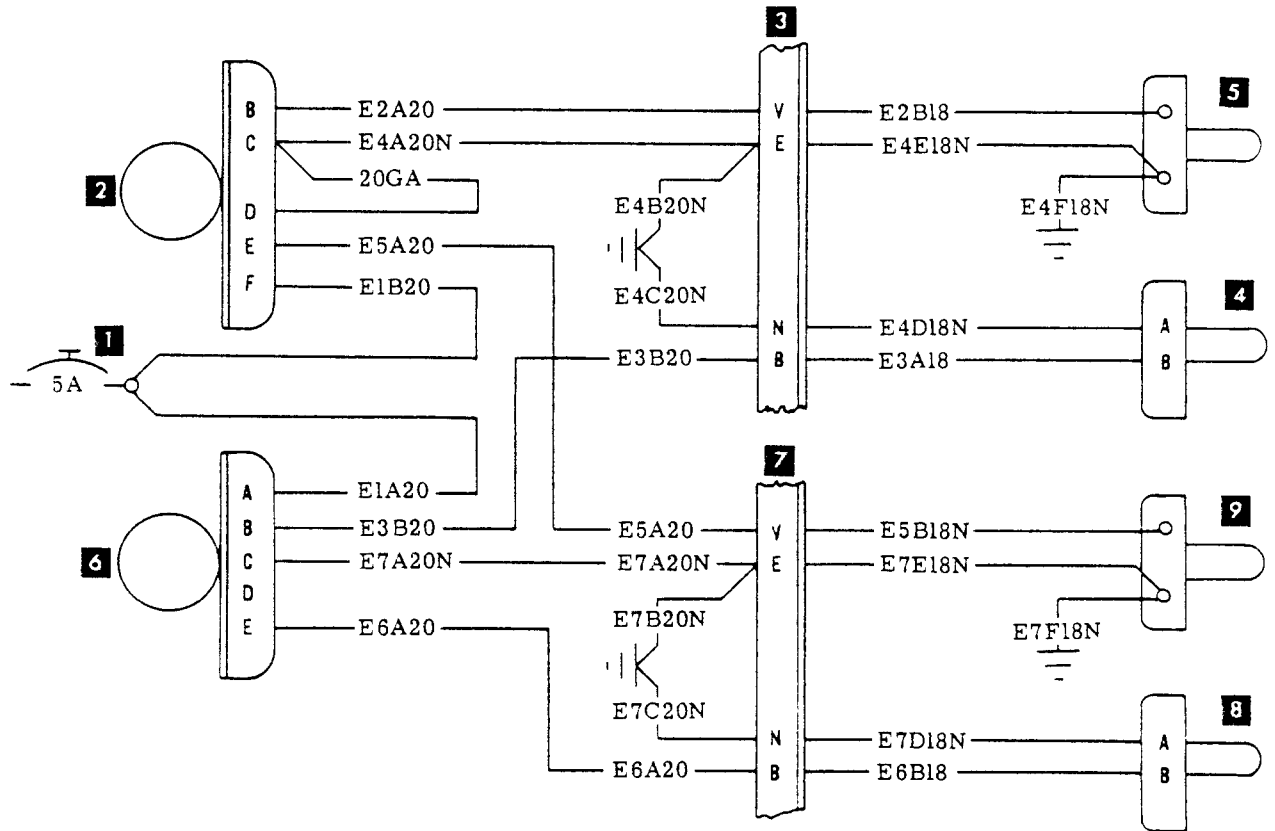 3
B E2A20 V E2B18 5
C E4A20N E E4E18N
2 20GA
D E4B20N E4F18N
E E5A20
F E1B20 E4C20N
1 N E4D18N A 4
5A E3B20 B E3A18 B
7
A E1A20
B E3B20 E5A20 V E5B18N 9
6 C E7A20N E7A20N E E7E18N
D E7B20N
E E6A20 E7F18N
E7C20N 8
N E7D18N A
E6A20 B E6B18 B